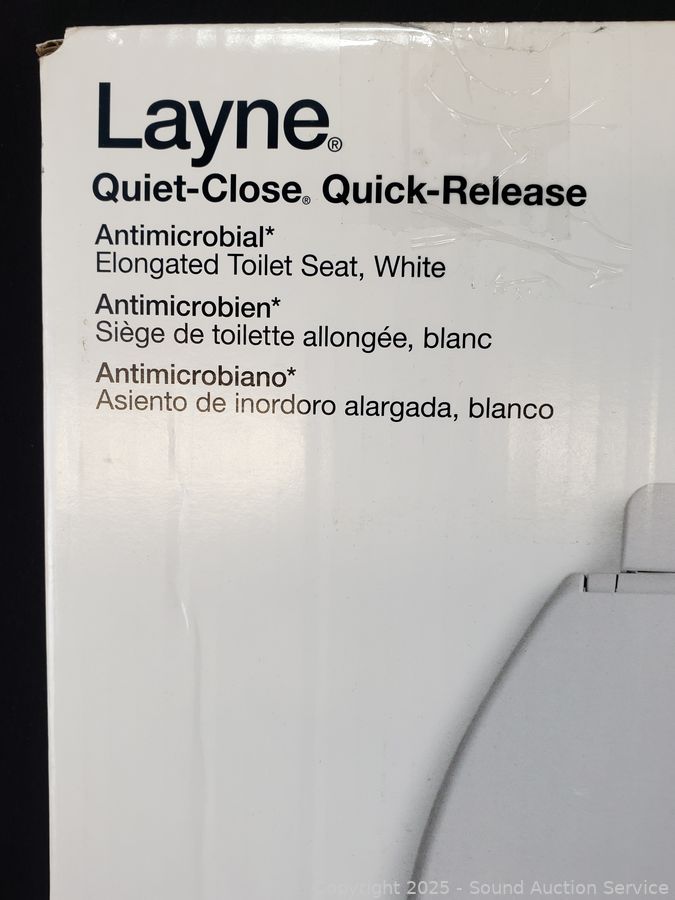 Layne®
Quiet-Close® Quick-Release
Antimicrobial*
Elongated Toilet Seat, White
Antimicrobien*
Siège de toilette allongée, blanc
Antimicrobiano*
Asiento de inordoro alargada, blanco
Copyright 2025 - Sound Auction Service